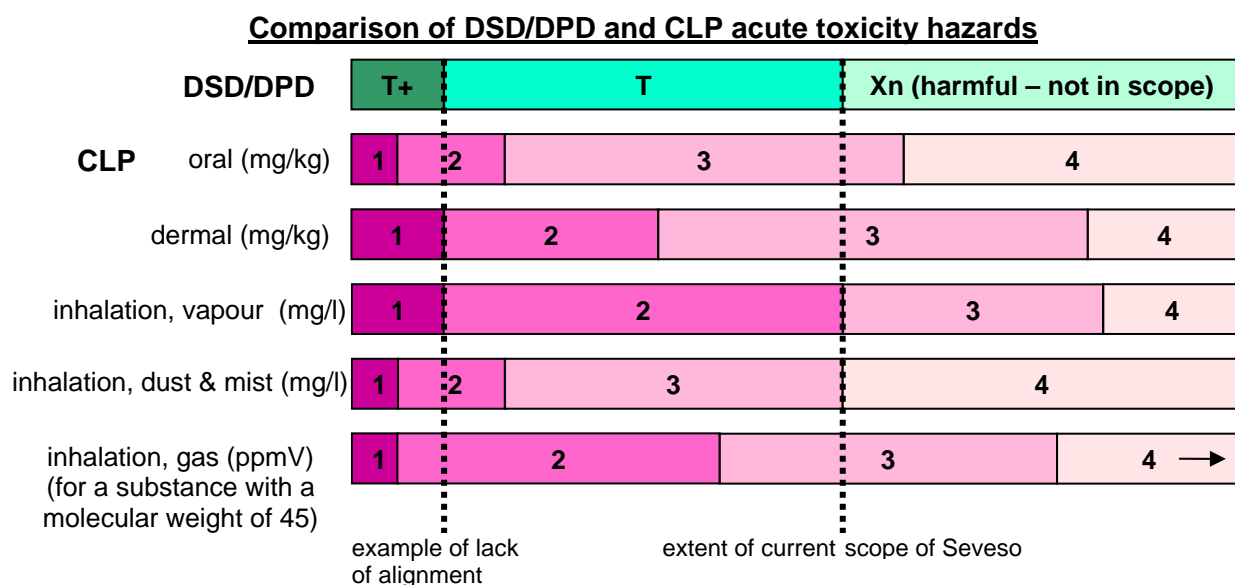 Comparison of DSD/DPD and CLP acute toxicity hazards
DSD/DPD T+ T Xn (harmful – not in scope)
CLP oral (mg/kg) 1 2 3 4
dermal (mg/kg) 1 2 3 4
inhalation, vapour (mg/l) 1 2 3 4
inhalation, dust & mist (mg/l) 1 2 3 4
inhalation, gas (ppmV) 1 2 3 4
(for a substance with a
molecular weight of 45)
example of lack
of alignment
extent of current scope of Seveso